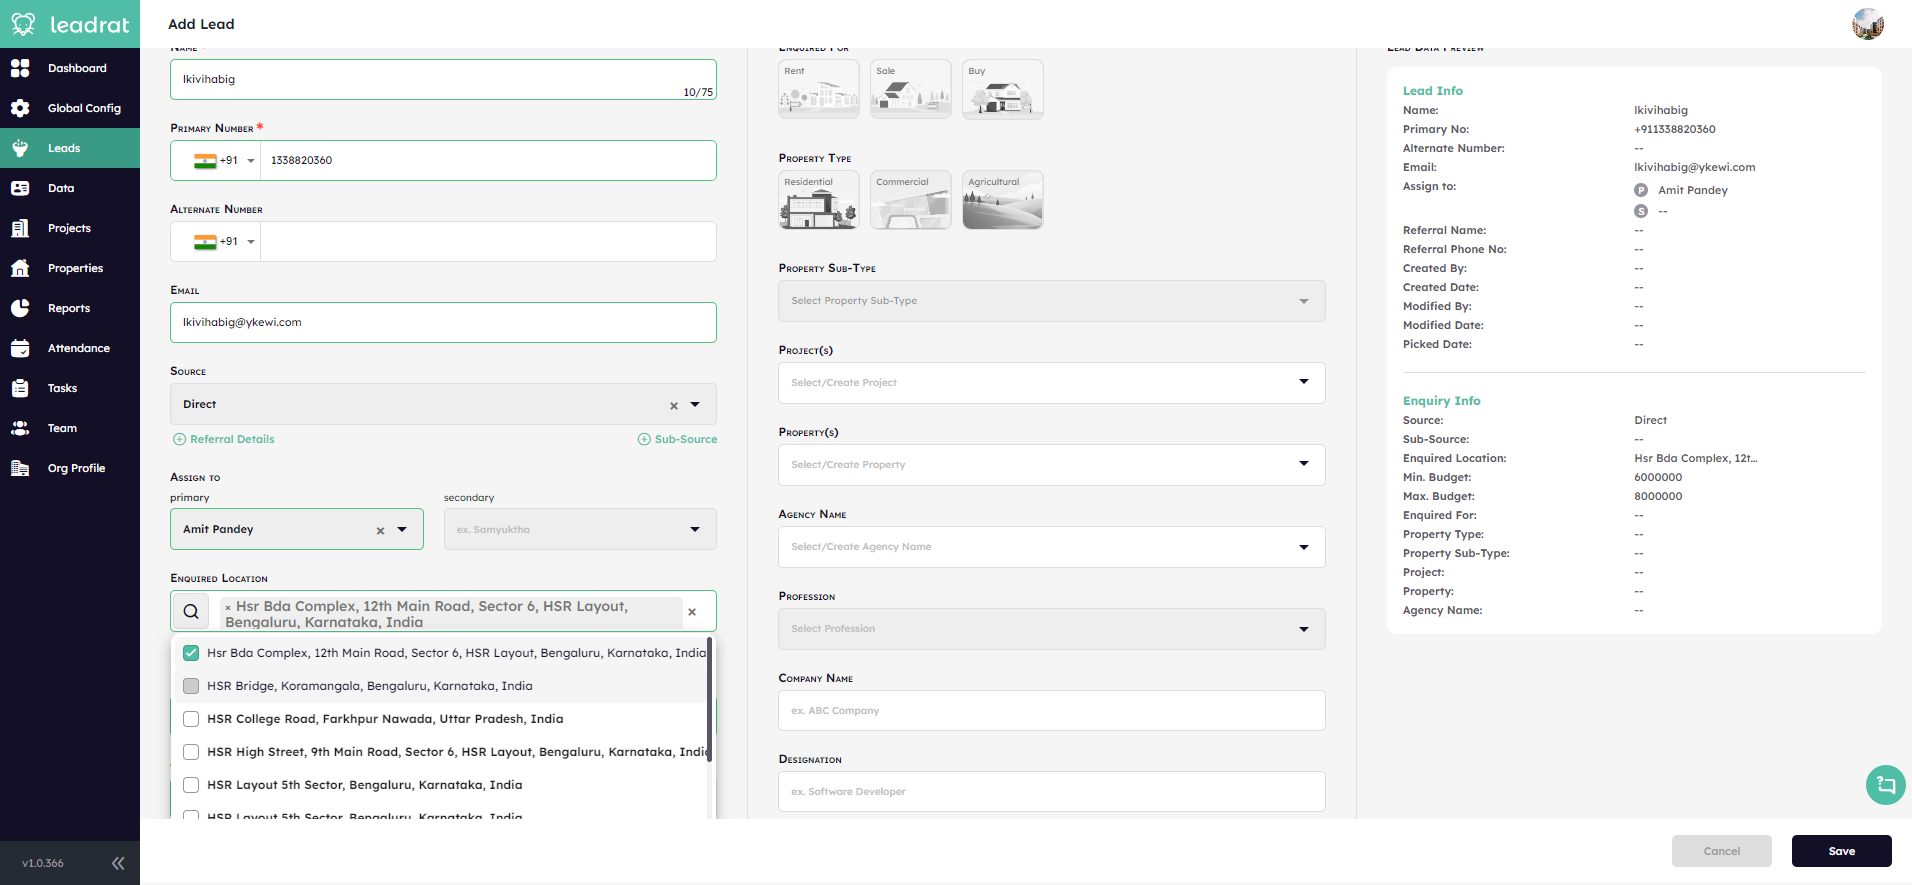 leadrat
Dashboard
Global Config
Leads
Data
Projects
Properties
Reports
Attendance
Tasks
Team
Org Profile
v1.0.366
Add Lead
Name *
lkivihabig
10/75
Primary Number *
+91
1338820360
Alternate Number
+91
Email
lkivihabig@ykewi.com
Source
Direct
Referral Details
Sub-Source
Assign to
primary
secondary
Amit Pandey
ex. Samyuktha
Enquired Location
× Hsr Bda Complex, 12th Main Road, Sector 6, HSR Layout,
Bengaluru, Karnataka, India
Hsr Bda Complex, 12th Main Road, Sector 6, HSR Layout, Bengaluru, Karnataka, India
HSR Bridge, Koramangala, Bengaluru, Karnataka, India
HSR College Road, Farkhpur Nawada, Uttar Pradesh, India
HSR High Street, 9th Main Road, Sector 6, HSR Layout, Bengaluru, Karnataka, India
HSR Layout 5th Sector, Bengaluru, Karnataka, India
HSR Layout 5th Sector, Bengaluru, Karnataka, India
Enquired For
Rent
Sale
Buy
Property Type
Residential
Commercial
Agricultural
Property Sub-Type
Select Property Sub-Type
Project(s)
Select/Create Project
Property(s)
Select/Create Property
Agency Name
Select/Create Agency Name
Profession
Select Profession
Company Name
ex. ABC Company
Designation
ex. Software Developer
Lead Data Preview
Lead Info
Name: lkivihabig
Primary No: +911338820360
Alternate Number: --
Email: lkivihabig@ykewi.com
Assign to: P Amit Pandey
S --
Referral Name: --
Referral Phone No: --
Created By: --
Created Date: --
Modified By: --
Modified Date: --
Picked Date: --
Enquiry Info
Source: Direct
Sub-Source: --
Enquired Location: Hsr Bda Complex, 12t...
Min. Budget: 6000000
Max. Budget: 8000000
Enquired For: --
Property Type: --
Property Sub-Type: --
Project: --
Property: --
Agency Name: --
Cancel
Save